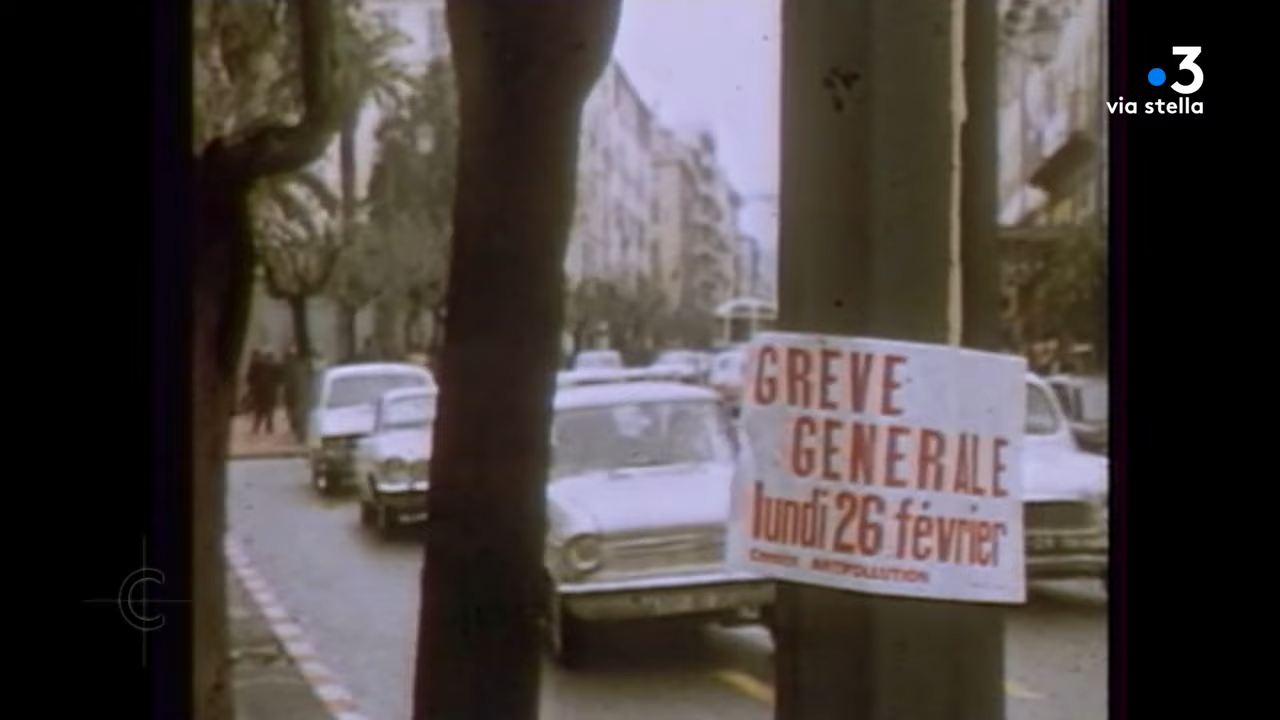 3
via stella
GREVE
GENERALE
lundi 26 février
COMITE ANTIPOLLUTION